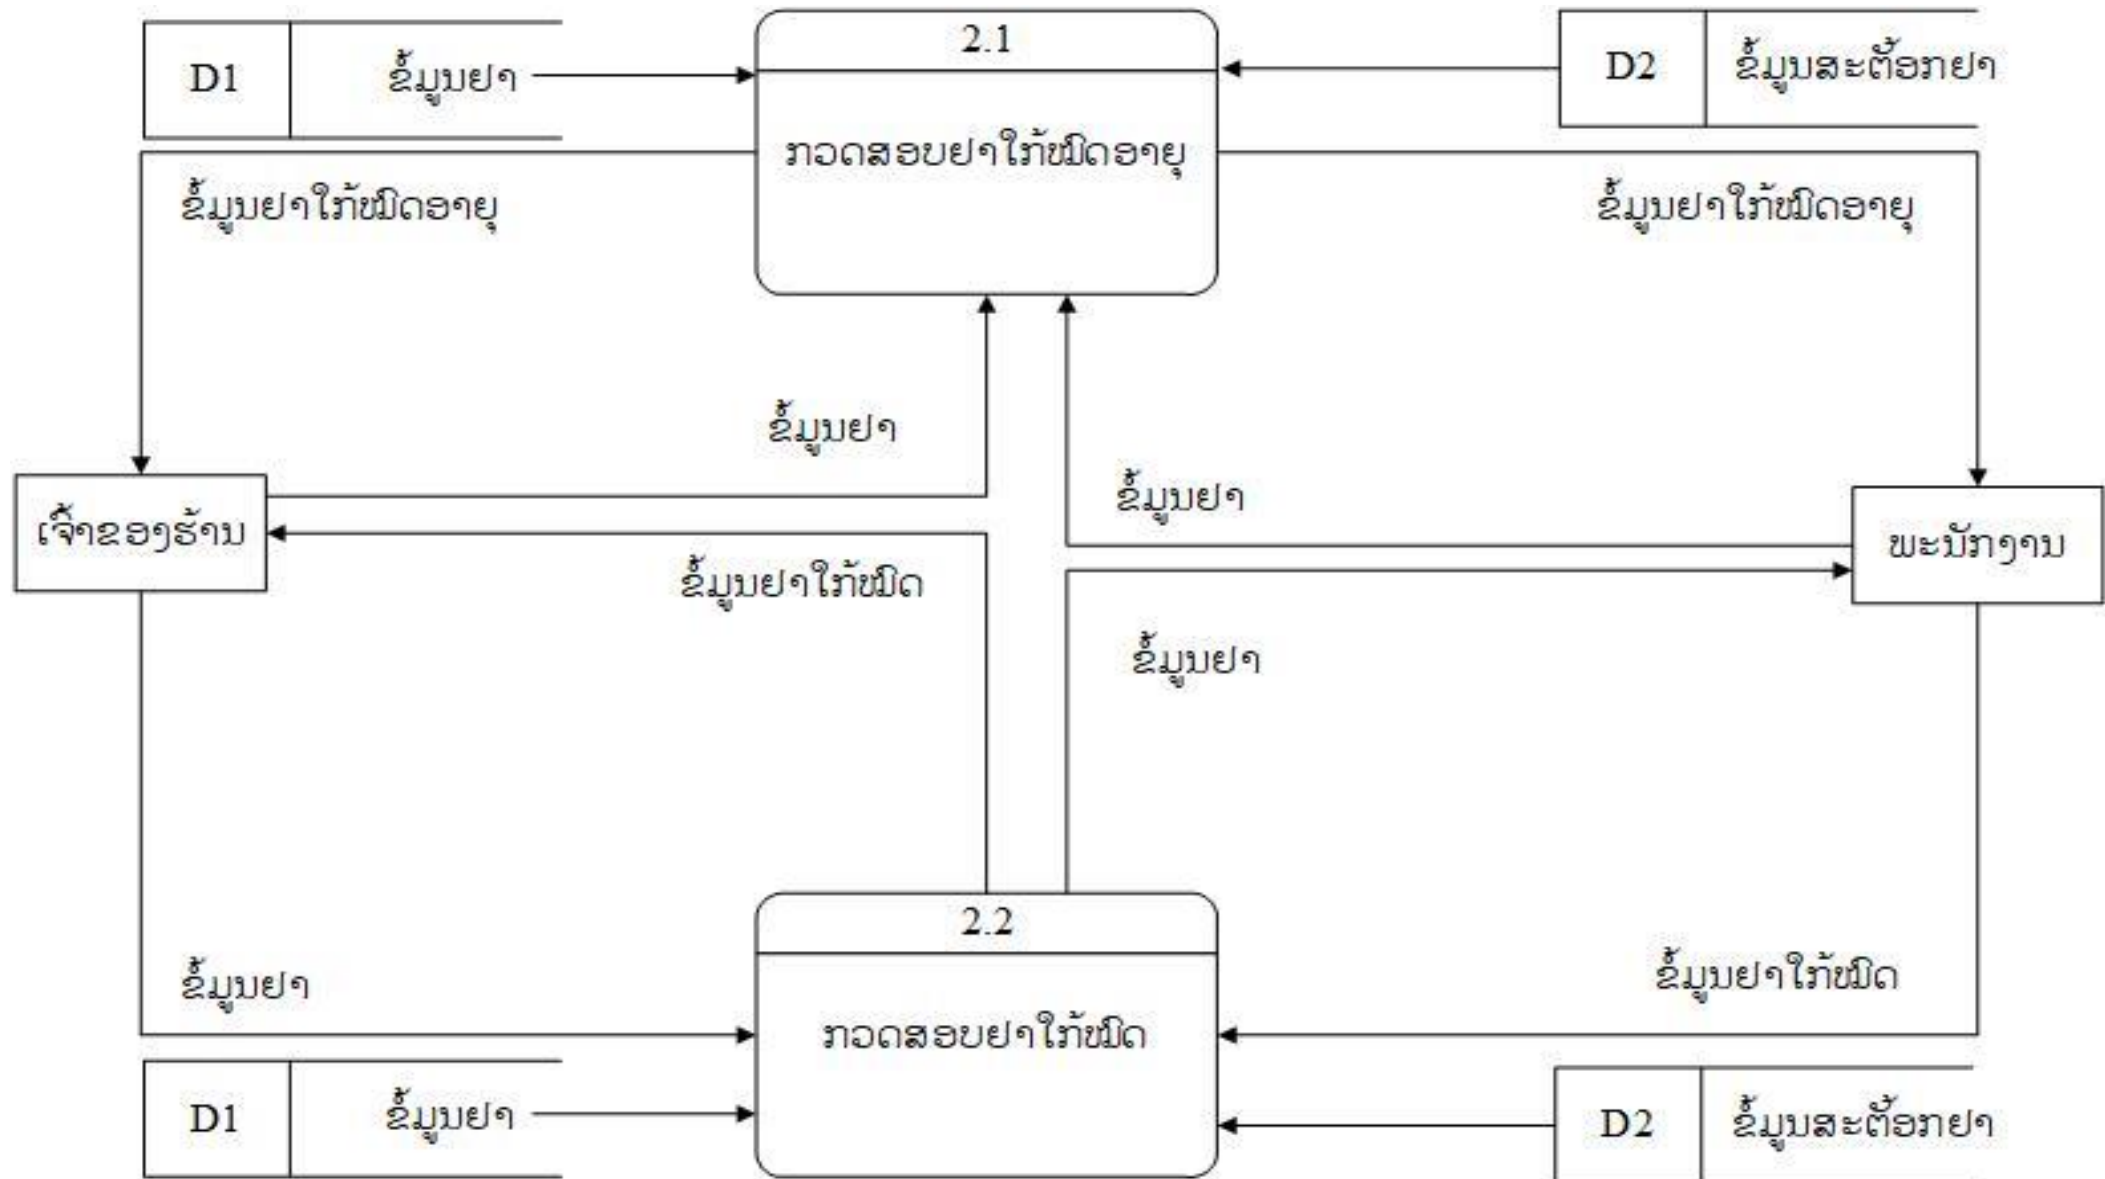 2.1
D1
ຂໍ້ມູນຢາ
D2
ຂໍ້ມູນສະຕ໊ອກຢາ
ກວດສອບຢາໃກ້ໝົດອາຍຸ
ຂໍ້ມູນຢາໃກ້ໝົດອາຍຸ
ຂໍ້ມູນຢາໃກ້ໝົດອາຍຸ
ຂໍ້ມູນຢາ
ຂໍ້ມູນຢາ
ເຈົ້າຂອງຮ້ານ
ພະນັກງານ
ຂໍ້ມູນຢາໃກ້ໝົດ
ຂໍ້ມູນຢາ
2.2
ຂໍ້ມູນຢາ
ຂໍ້ມູນຢາໃກ້ໝົດ
ກວດສອບຢາໃກ້ໝົດ
D1
ຂໍ້ມູນຢາ
D2
ຂໍ້ມູນສະຕ໊ອກຢາ